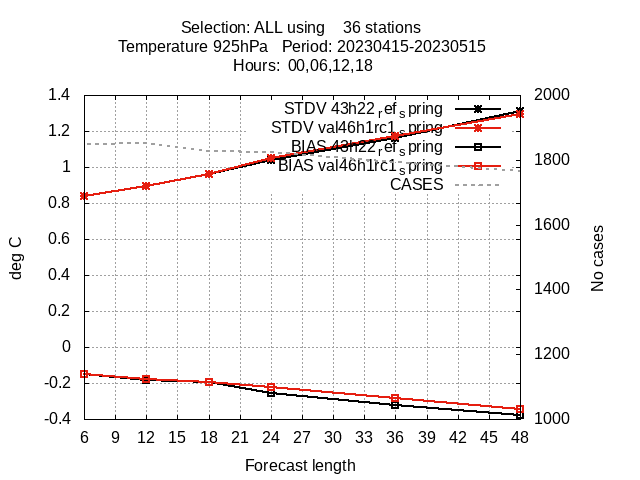 Selection: ALL using 36 stations
Temperature 925hPa Period: 20230415-20230515
Hours: 00,06,12,18
STDV 43h22_ref_spring
STDV val46h1rc1_spring
BIAS 43h22_ref_spring
BIAS val46h1rc1_spring
CASES
deg C
1.4
1.2
1
0.8
0.6
0.4
0.2
0
-0.2
-0.4
No cases
2000
1800
1600
1400
1200
1000
6 9 12 15 18 21 24 27 30 33 36 39 42 45 48
Forecast length